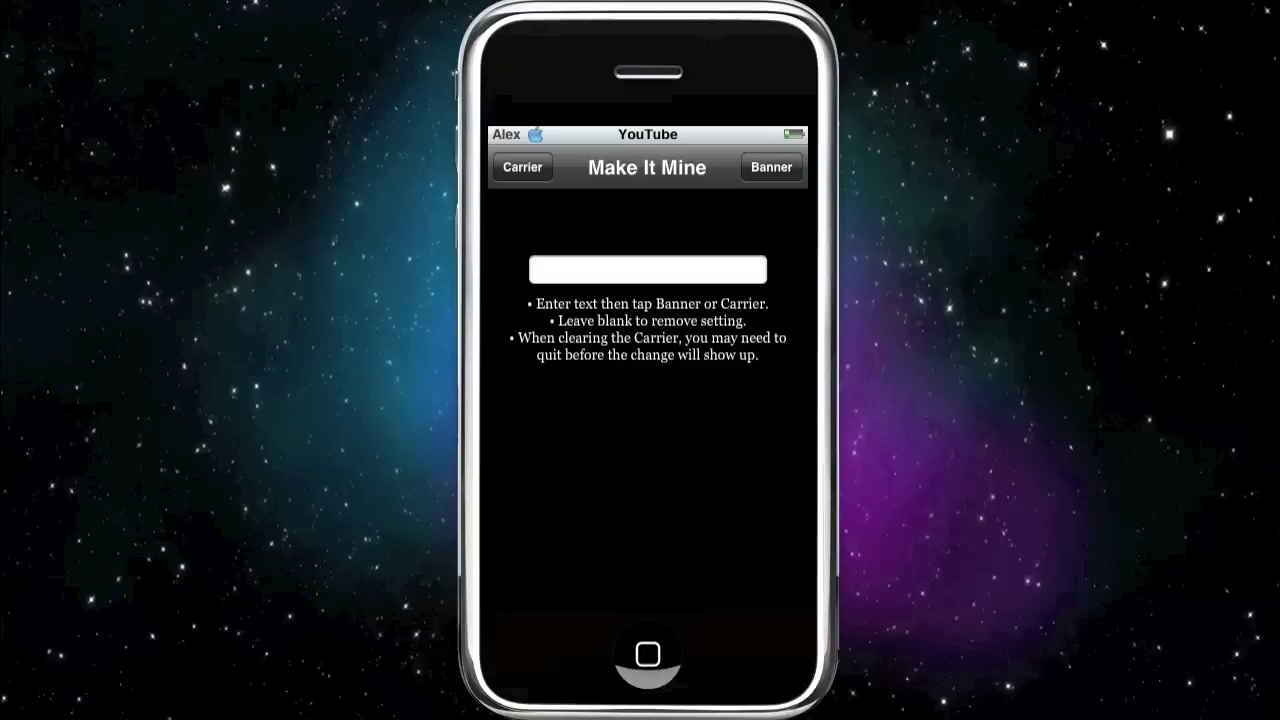 Alex YouTube
Carrier Make It Mine Banner
• Enter text then tap Banner or Carrier.
• Leave blank to remove setting.
• When clearing the Carrier, you may need to
quit before the change will show up.